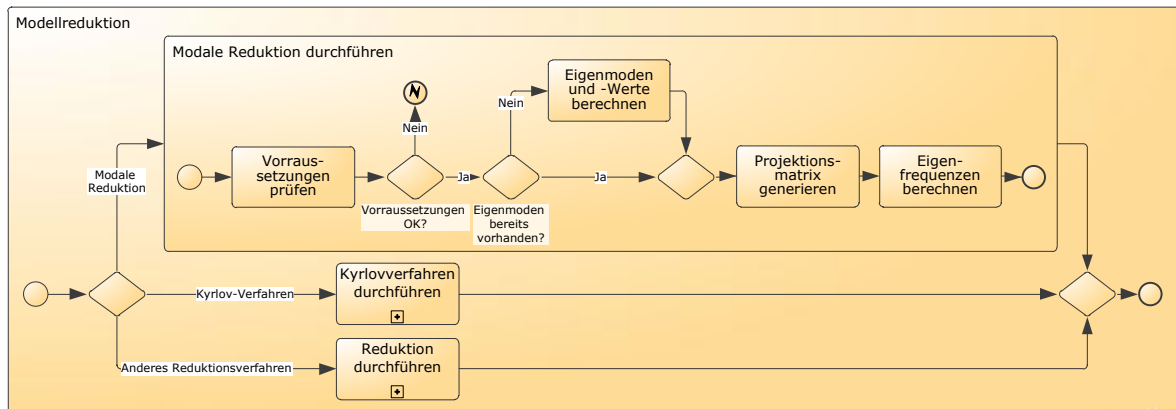 Modellreduktion
Modale Reduktion durchführen
Eigenmoden
und -Werte
berechnen
Nein
Nein
Modale
Reduktion
Vorraus-
setzungen
prüfen
Ja
Ja
Projektions-
matrix
generieren
Eigen-
frequenzen
berechnen
Vorraussetzungen
OK?
Eigenmoden
bereits
vorhanden?
Kyrlov-Verfahren
Kyrlovverfahren
durchführen
Anderes Reduktionsverfahren
Reduktion
durchführen